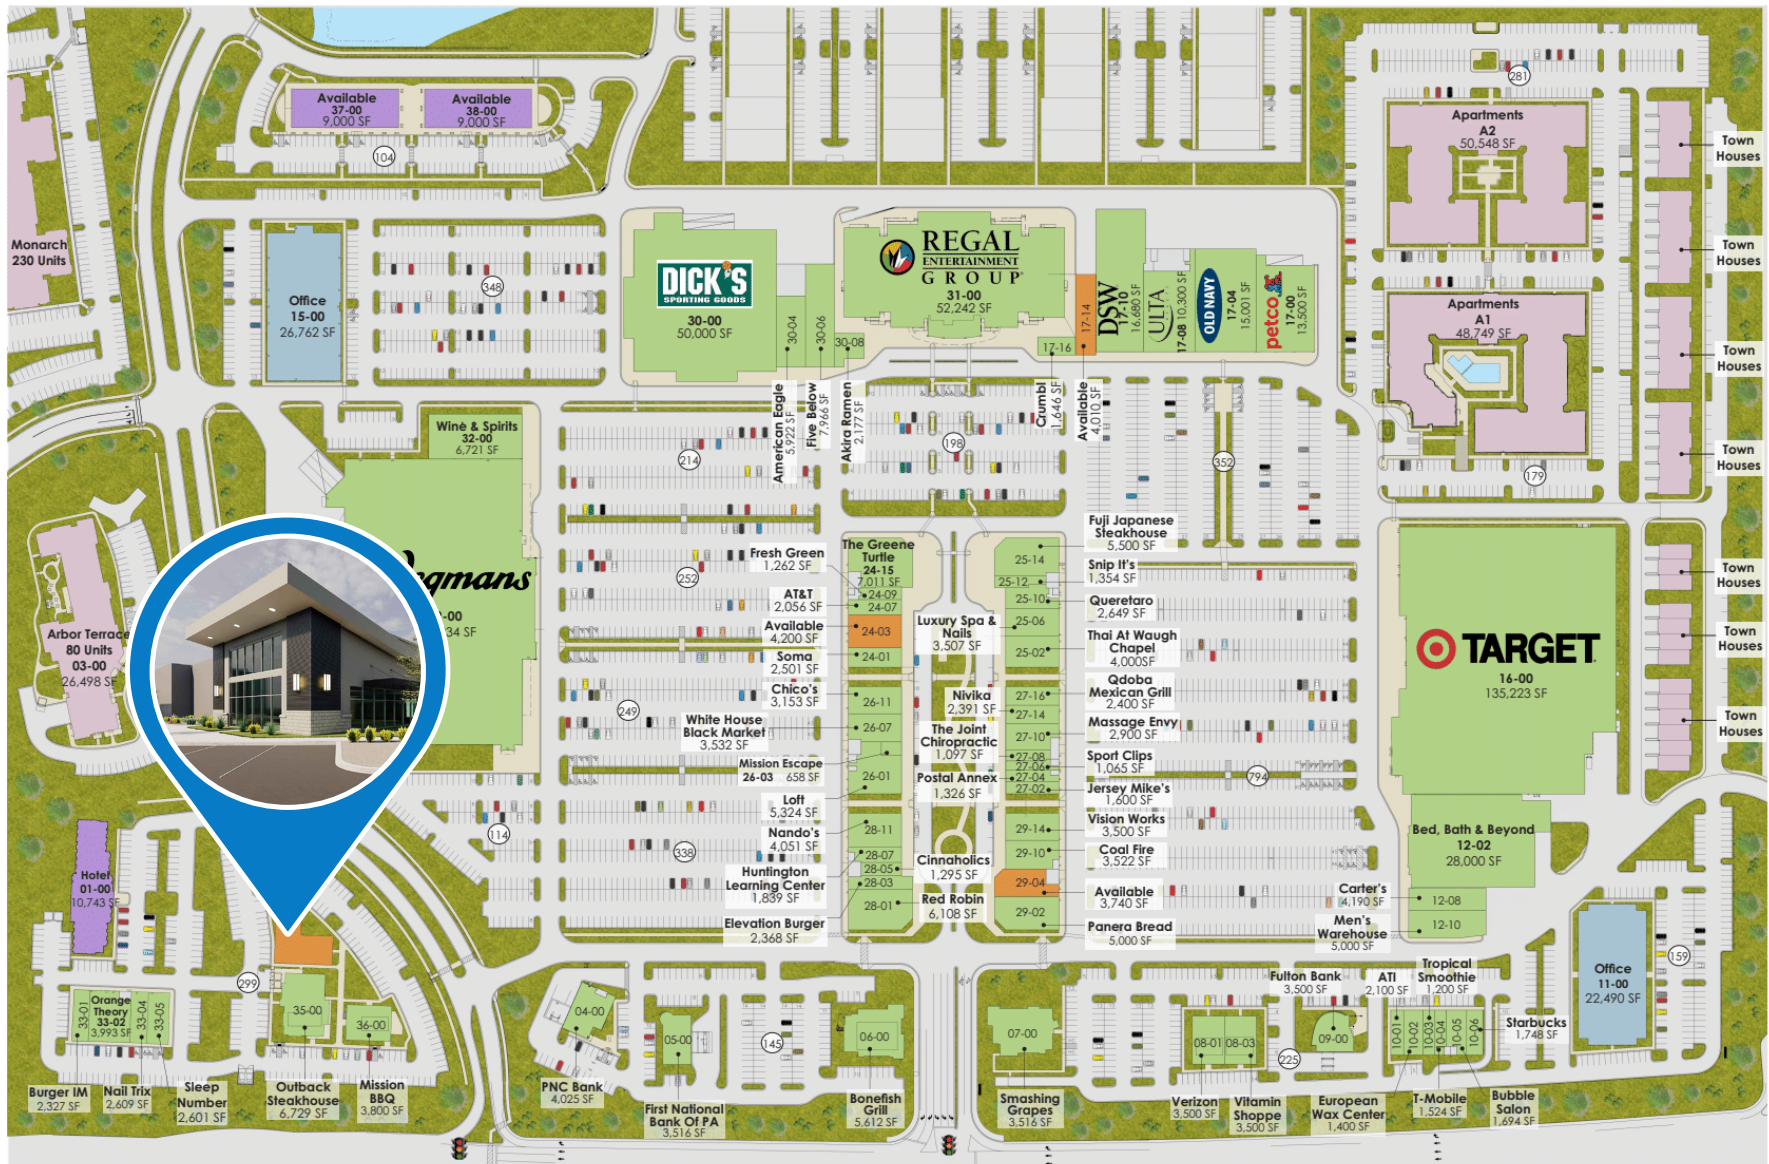 Available
37-00
9,000 SF
Available
38-00
9,000 SF
104
281
Apartments
A2
50,548 SF
Town
Houses
Town
Houses
Town
Houses
Town
Houses
Monarch
230 Units
Office
15-00
26,762 SF
348
DICK'S
SPORTING GOODS
30-00
50,000 SF
30-04
30-06
30-08
REGAL
ENTERTAINMENT
GROUP
31-00
52,242 SF
17-16
17-14
DSW
17-10
16,680 SF
ULTA
17-08 10,300 SF
OLD NAVY
17-04
15,001 SF
petco
17-00
13,500 SF
Apartments
A1
48,749 SF
American Eagle
5,922 SF
Five Below
7,966 SF
Akira Ramen
2,177 SF
Crumbl
1,646 SF
Available
4,010 SF
Wine & Spirits
32-00
6,721 SF
214
198
352
179
Arbor Terrace
80 Units
03-00
26,498 SF
egmans
-00
34 SF
252
249
114
338
Fresh Green
1,262 SF
AT&T
2,056 SF
Available
4,200 SF
Soma
2,501 SF
Chico's
3,153 SF
White House
Black Market
3,532 SF
Mission Escape
26-03 658 SF
Loft
5,324 SF
Nando's
4,051 SF
Huntington
Learning Center
1,839 SF
Elevation Burger
2,368 SF
The Greene
Turtle
24-15
7,011 SF
24-09
24-07
24-03
24-01
26-11
26-07
26-01
28-11
28-07
28-05
28-03
28-01
Luxury Spa &
Nails
3,507 SF
Nivika
2,391 SF
The Joint
Chiropractic
1,097 SF
Postal Annex
1,326 SF
Cinnaholics
1,295 SF
Red Robin
6,108 SF
25-14
25-12
25-10
25-06
25-02
27-16
27-14
27-10
27-08
27-06
27-04
27-02
29-14
29-10
29-04
29-02
Fuji Japanese
Steakhouse
5,500 SF
Snip It's
1,354 SF
Queretaro
2,649 SF
Thai At Waugh
Chapel
4,000SF
Qdoba
Mexican Grill
2,400 SF
Massage Envy
2,900 SF
Sport Clips
1,065 SF
Jersey Mike's
1,600 SF
Vision Works
3,500 SF
Coal Fire
3,522 SF
Available
3,740 SF
Panera Bread
5,000 SF
794
TARGET
16-00
135,223 SF
Town
Houses
Town
Houses
Town
Houses
Bed, Bath & Beyond
12-02
28,000 SF
Carter's
4,190 SF
12-08
Men's
Warehouse
5,000 SF
12-10
Office
11-00
22,490 SF
159
Hotel
01-00
10,743 SF
299
33-01
Orange
Theory
33-02
3,993 SF
33-04
33-05
35-00
36-00
Burger IM
2,327 SF
Nail Trix
2,609 SF
Sleep
Number
2,601 SF
Outback
Steakhouse
6,729 SF
Mission
BBQ
3,800 SF
04-00
PNC Bank
4,025 SF
05-00
First National
Bank Of PA
3,516 SF
145
06-00
Bonefish
Grill
5,612 SF
07-00
Smashing
Grapes
3,516 SF
08-01
08-03
Verizon
3,500 SF
Vitamin
Shoppe
3,500 SF
225
Fulton Bank
3,500 SF
09-00
ATI
2,100 SF
Tropical
Smoothie
1,200 SF
10-01
10-02
10-03
10-04
10-05
10-06
Starbucks
1,748 SF
European
Wax Center
1,400 SF
T-Mobile
1,524 SF
Bubble
Salon
1,694 SF